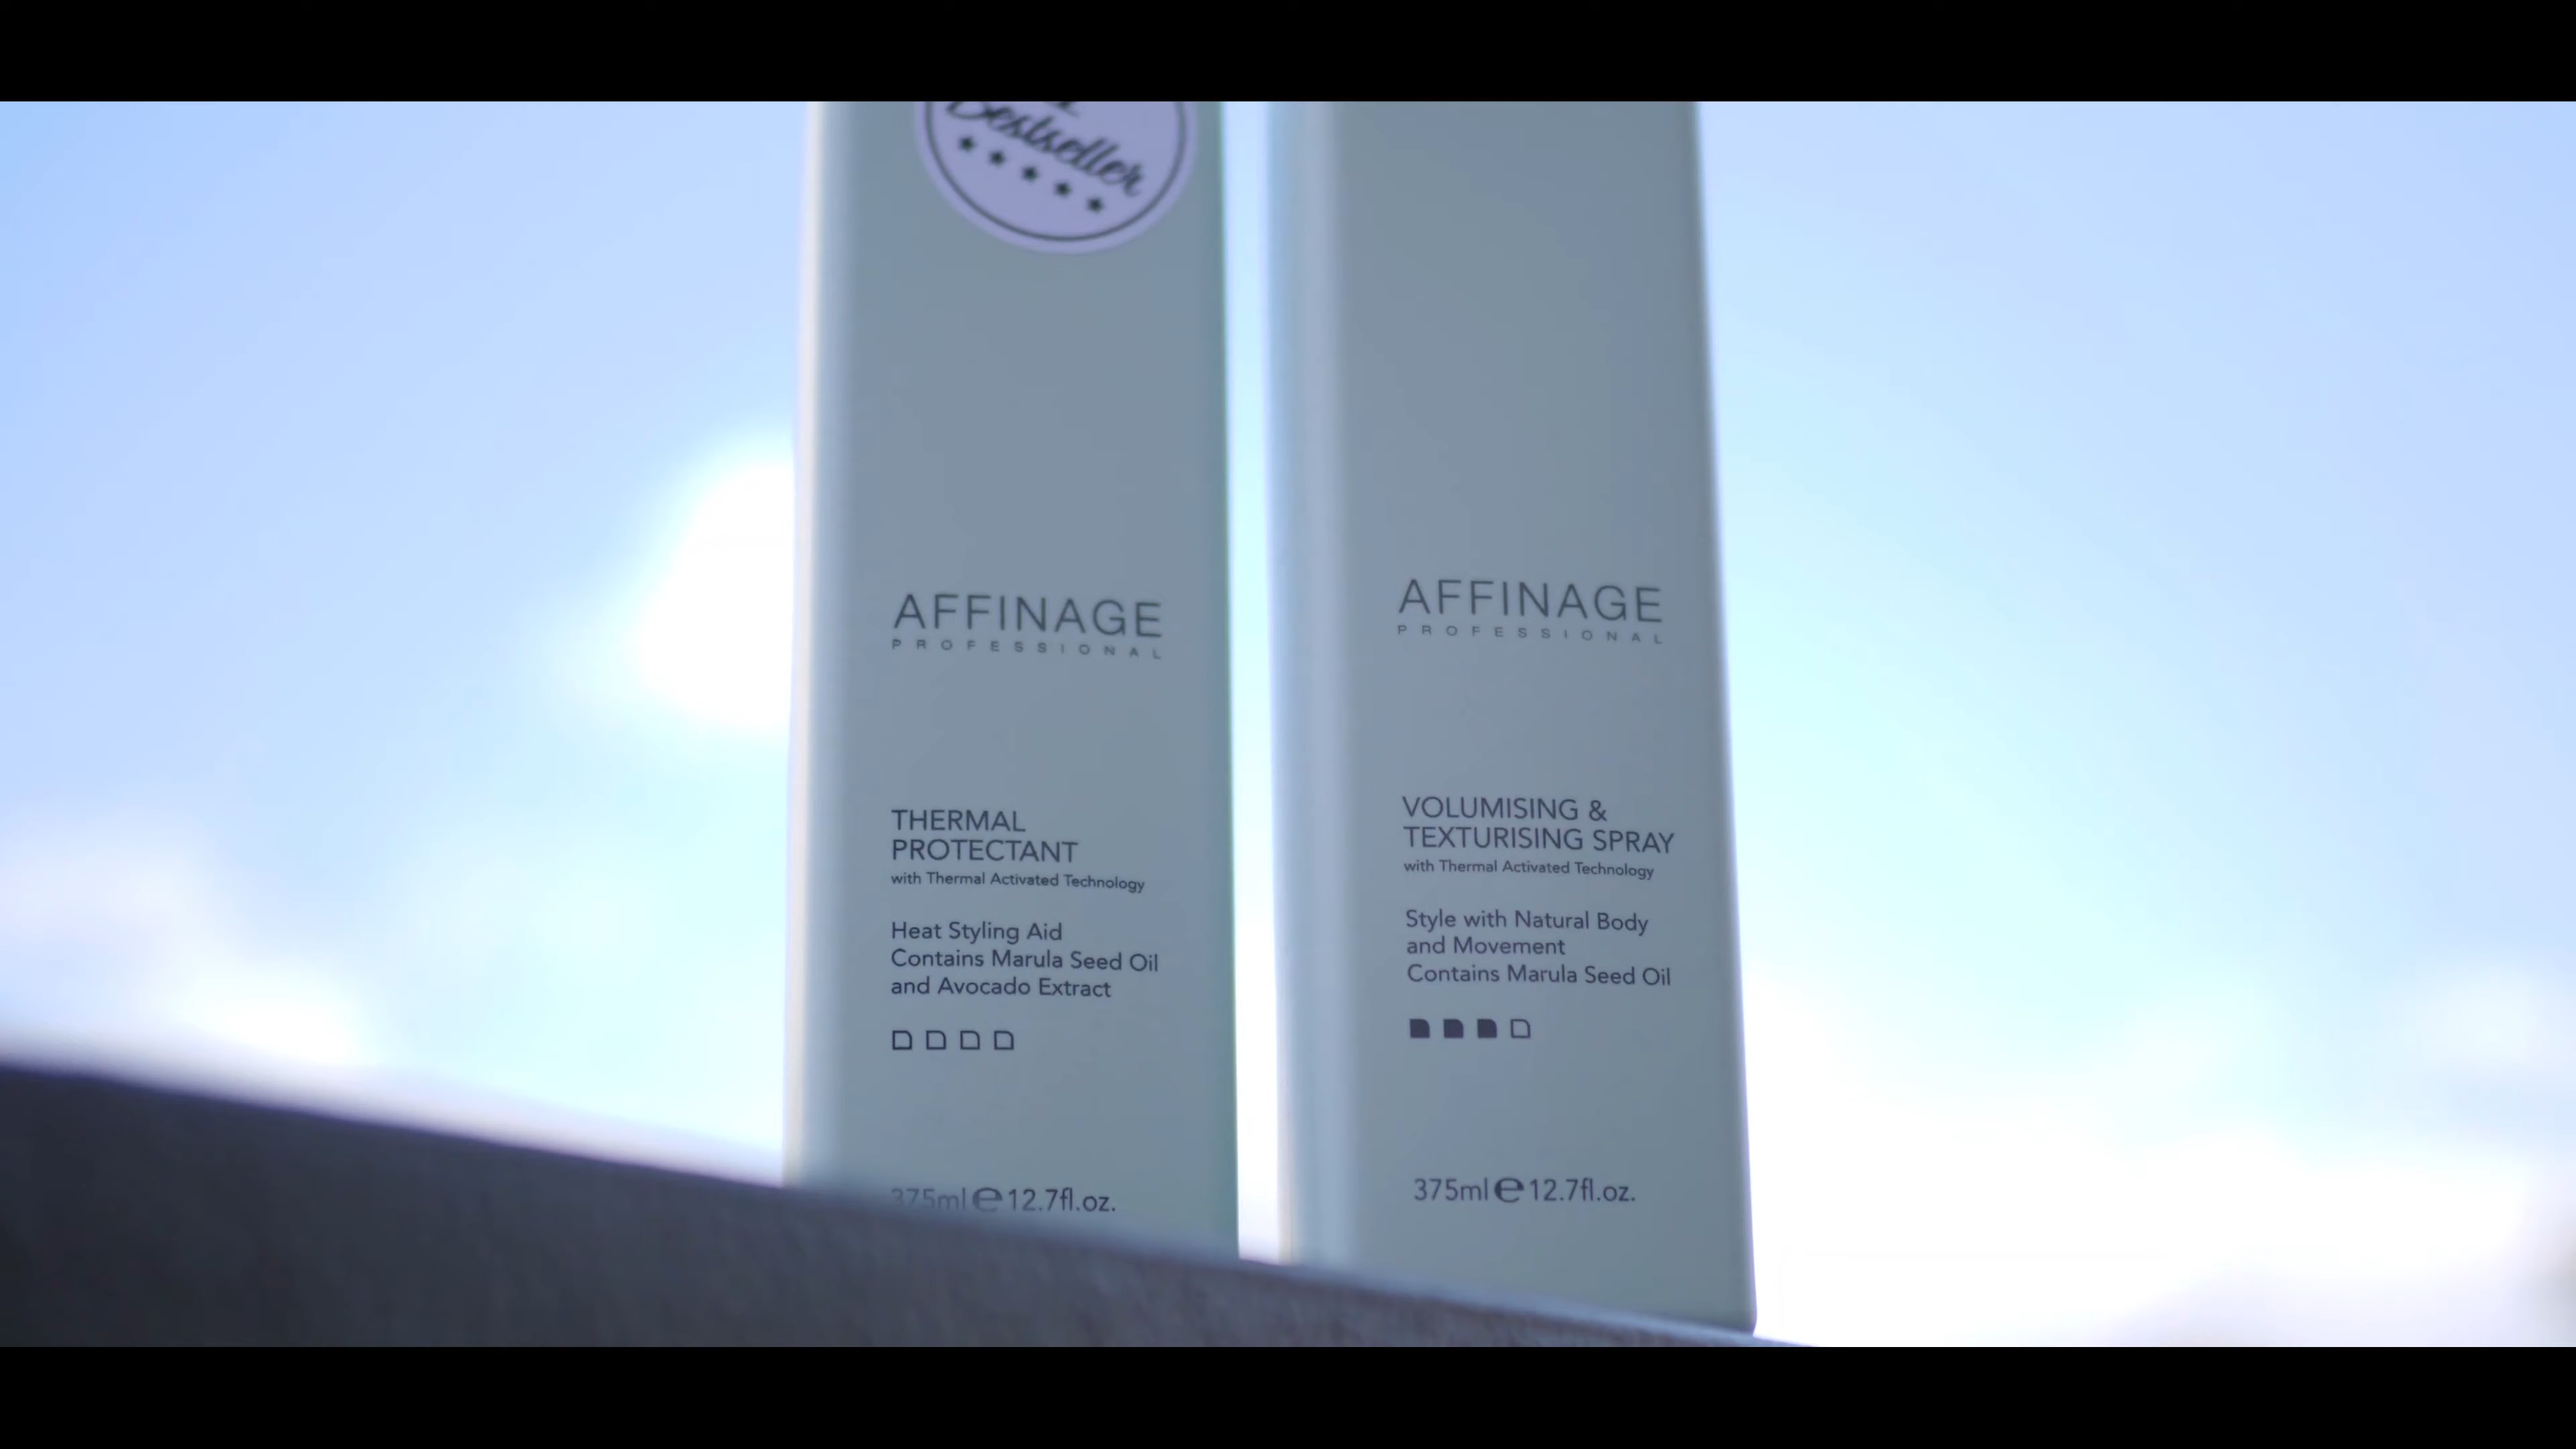 Bestseller
AFFINAGE
PROFESSIONAL
THERMAL
PROTECTANT
with Thermal Activated Technology
Heat Styling Aid
Contains Marula Seed Oil
and Avocado Extract
375ml℮12.7fl.oz.
AFFINAGE
PROFESSIONAL
VOLUMISING &
TEXTURISING SPRAY
with Thermal Activated Technology
Style with Natural Body
and Movement
Contains Marula Seed Oil
375ml℮12.7fl.oz.